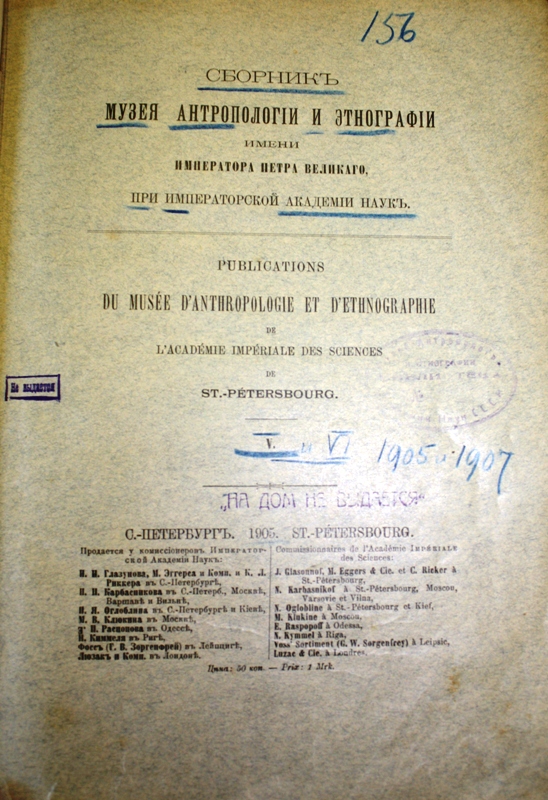 156
СБОРНИКЪ
МУЗЕЯ АНТРОПОЛОГІИ И ЭТНОГРАФІИ
ИМЕНИ
ИМПЕРАТОРА ПЕТРА ВЕЛИКАГО,
ПРИ ИМПЕРАТОРСКОЙ АКАДЕМІИ НАУКЪ.
PUBLICATIONS
DU MUSÉE D'ANTHROPOLOGIE ET D'ETHNOGRAPHIE
DE
L'ACADÉMIE IMPÉRIALE DES SCIENCES
DE
ST.-PÉTERSBOURG.
Не выдается
V.
V и VI 1905 и 1907
„НА ДОМ НЕ ВЫДАЕТСЯ“
С.-ПЕТЕРБУРГЪ. 1905. ST.-PÉTERSBOURG.
Продается у коммиссіонеровъ Император-
ской Академіи Наукъ:
И. И. Глазунова, М. Эггерса и Комп. и К. Л.
Риккера въ С.-Петербургѣ,
Н. П. Карбасникова въ С.-Петерб., Москвѣ,
Варшавѣ и Вильнѣ,
Н. Я. Оглоблина въ С.-Петербургѣ и Кіевѣ,
М. В. Клюкина въ Москвѣ,
Е. П. Распопова въ Одессѣ,
Н. Киммеля въ Ригѣ,
Фоссъ (Г. В. Зоргенфрей) въ Лейпцигѣ,
Люзакъ и Комп. въ Лондонѣ.
Commissionnaires de l'Académie Impériale
des Sciences:
J. Glasounof, M. Eggers & Cie. et C. Ricker à
St.-Pétersbourg,
N. Karbasnikof à St.-Pétersbourg, Moscou,
Varsovie et Vilna,
N. Oglobline à St.-Pétersbourg et Kief,
M. Klukine à Moscou,
E. Raspopoff à Odessa,
N. Kymmel à Riga,
Voss' Sortiment (G. W. Sorgenfrey) à Leipsic,
Luzac & Cie. à Londres.
Цѣна: 50 коп. — Prix: 1 Mrk.